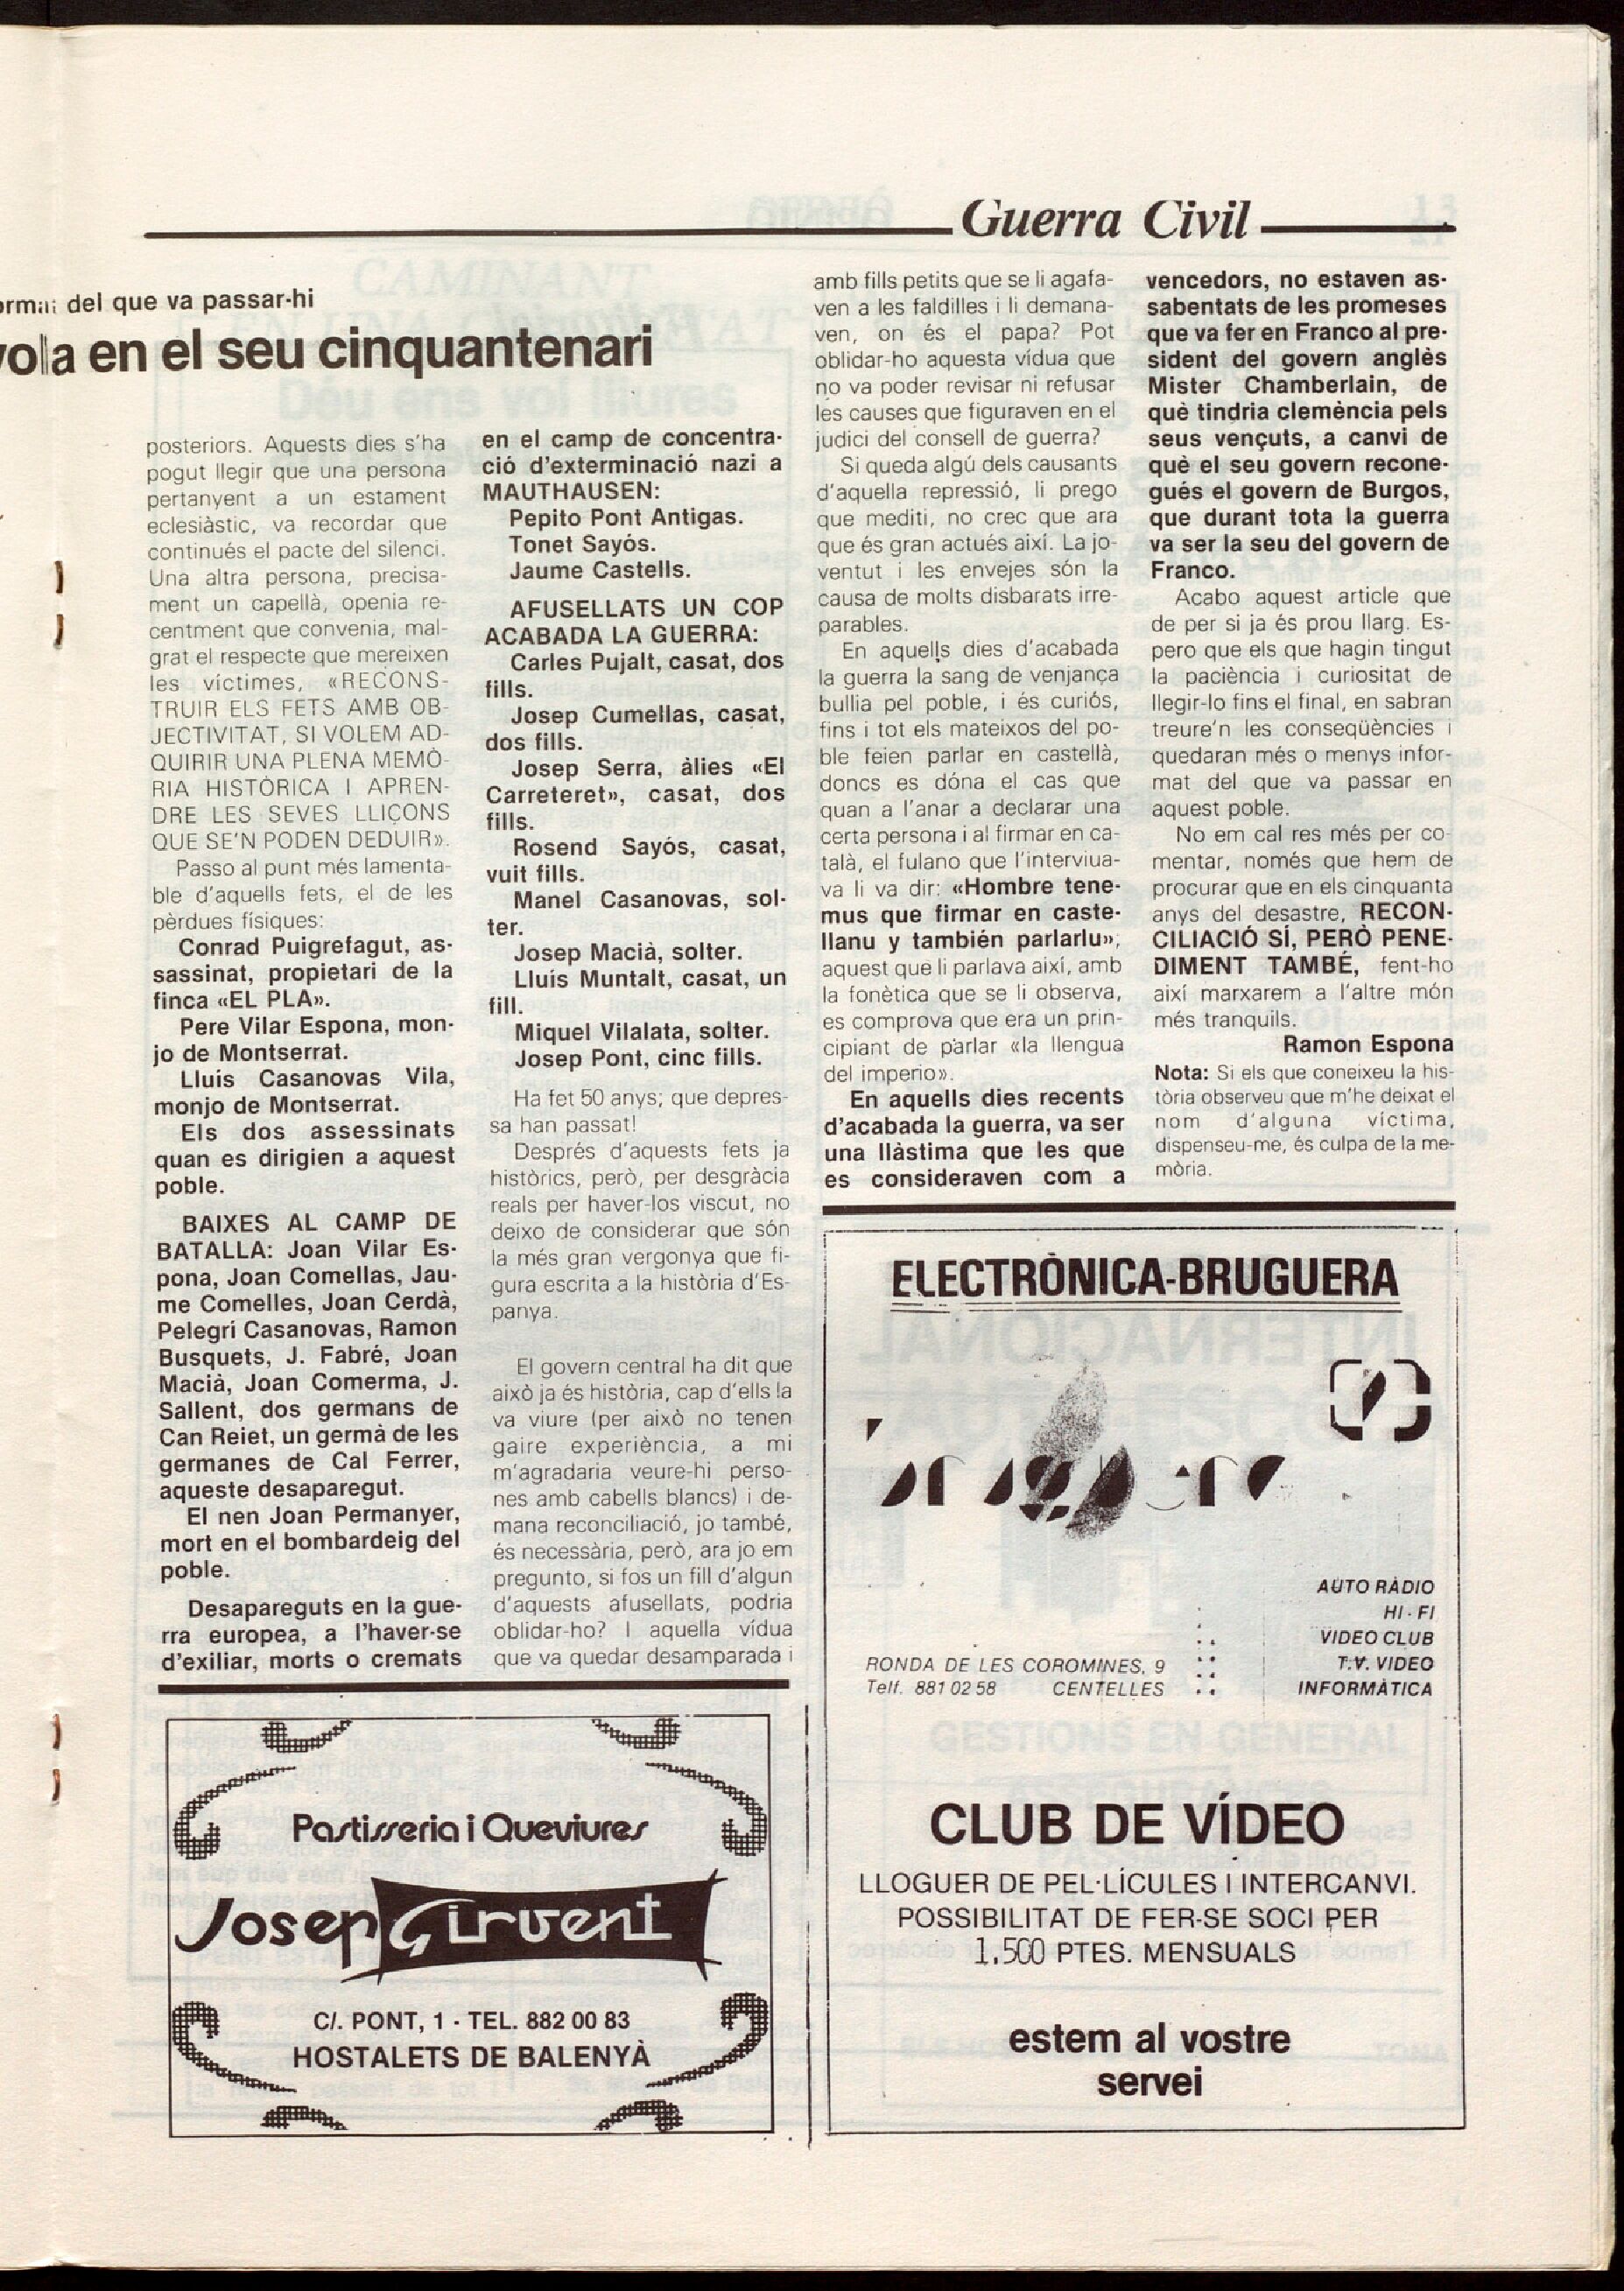 Guerra Civil
del que va passar-hi
en el seu cinquantenari
posteriors. Aquests dies s'ha
pogut llegir que una persona
pertanyent a un estament
eclesiàstic, va recordar que
continués el pacte del silenci.
Una altra persona, precisa-
ment un capellà, openia re-
centment que convenia, mal-
grat el respecte que mereixen
les víctimes, «RECONS-
TRUIR ELS FETS AMB OB-
JECTIVITAT, SI VOLEM AD-
QUIRIR UNA PLENA MEMÒ-
RIA HISTÒRICA I APREN-
DRE LES SEVES LLIÇONS
QUE SE'N PODEN DEDUIR».
Passo al punt més lamenta-
ble d'aquells fets, el de les
pèrdues físiques:
Conrad Puigrefagut, as-
sassinat, propietari de la
finca «EL PLA».
Pere Vilar Espona, mon-
jo de Montserrat.
Lluís Casanovas Vila,
monjo de Montserrat.
Els dos assessinats
quan es dirigien a aquest
poble.
BAIXES AL CAMP DE
BATALLA: Joan Vilar Es-
pona, Joan Comellas, Jau-
me Comelles, Joan Cerdà,
Pelegrí Casanovas, Ramon
Busquets, J. Fabré, Joan
Macià, Joan Comerma, J.
Sallent, dos germans de
Can Reiet, un germà de les
germanes de Cal Ferrer,
aqueste desaparegut.
El nen Joan Permanyer,
mort en el bombardeig del
poble.
Desapareguts en la gue-
rra europea, a l'haver-se
d'exiliar, morts o cremats
en el camp de concentra-
ció d'exterminació nazi a
MAUTHAUSEN:
Pepito Pont Antigas.
Tonet Sayós.
Jaume Castells.
AFUSELLATS UN COP
ACABADA LA GUERRA:
Carles Pujalt, casat, dos
fills.
Josep Cumellas, casat,
dos fills.
Josep Serra, àlies «El
Carreteret», casat, dos
fills.
Rosend Sayós, casat,
vuit fills.
Manel Casanovas, sol-
ter.
Josep Macià, solter.
Lluís Muntalt, casat, un
fill.
Miquel Vilalata, solter.
Josep Pont, cinc fills.
Ha fet 50 anys; que depres-
sa han passat!
Després d'aquests fets ja
històrics, però, per desgràcia
reals per haver-los viscut, no
deixo de considerar que són
la més gran vergonya que fi-
gura escrita a la història d'Es-
panya.
El govern central ha dit que
això ja és història, cap d'ells la
va viure (per això no tenen
gaire experiència, a mi
m'agradaria veure-hi perso-
nes amb cabells blancs) i de-
mana reconciliació, jo també,
és necessària, però, ara jo em
pregunto, si fos un fill d'algun
d'aquests afusellats, podria
oblidar-ho? I aquella vídua
que va quedar desamparada i
amb fills petits que se li agafa-
ven a les faldilles i li demana-
ven, on és el papa? Pot
oblidar-ho aquesta vídua que
no va poder revisar ni refusar
les causes que figuraven en el
judici del consell de guerra?
Si queda algú dels causants
d'aquella repressió, li prego
que mediti, no crec que ara
que és gran actués així. La jo-
ventut i les envejes són la
causa de molts disbarats irre-
parables.
En aquells dies d'acabada
la guerra la sang de venjança
bullia pel poble, i és curiós,
fins i tot els mateixos del po-
ble feien parlar en castellà,
doncs es dóna el cas que
quan a l'anar a declarar una
certa persona i al firmar en ca-
talà, el fulano que l'interviua-
va li va dir: «Hombre tene-
mus que firmar en caste-
llanu y también parlarlu»;
aquest que li parlava així, amb
la fonètica que se li observa,
es comprova que era un prin-
cipiant de parlar «la llengua
del imperio».
En aquells dies recents
d'acabada la guerra, va ser
una llàstima que les que
es consideraven com a
vencedors, no estaven as-
sabentats de les promeses
que va fer en Franco al pre-
sident del govern anglès
Mister Chamberlain, de
què tindria clemència pels
seus vençuts, a canvi de
què el seu govern recone-
gués el govern de Burgos,
que durant tota la guerra
va ser la seu del govern de
Franco.
Acabo aquest article que
de per si ja és prou llarg. Es-
pero que els que hagin tingut
la paciència i curiositat de
llegir-lo fins el final, en sabran
treure'n les conseqüències i
quedaran més o menys infor-
mat del que va passar en
aquest poble.
No em cal res més per co-
mentar, només que hem de
procurar que en els cinquanta
anys del desastre, RECON-
CILIACIÓ SÍ, PERÒ PENE-
DIMENT TAMBÉ, fent-ho
així marxarem a l'altre món
més tranquils.
Ramon Espona
Nota: Si els que coneixeu la his-
tòria observeu que m'he deixat el
nom d'alguna víctima,
dispenseu-me, és culpa de la me-
mòria.
Pastisseria i Queviures
Josep Girvent
C/. PONT, 1 - TEL. 882 00 83
HOSTALETS DE BALENYÀ
ELECTRÒNICA-BRUGUERA
AUTO RÀDIO
HI-FI
VIDEO CLUB
T.V. VIDEO
INFORMÀTICA
RONDA DE LES COROMINES, 9
Telf. 881 02 58 CENTELLES
CLUB DE VÍDEO
LLOGUER DE PEL·LÍCULES I INTERCANVI.
POSSIBILITAT DE FER-SE SOCI PER
1.500 PTES. MENSUALS
estem al vostre
servei